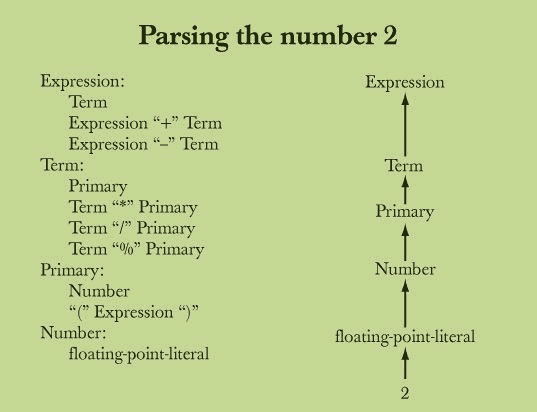 Parsing the number 2
Expression:
Term
Expression “+” Term
Expression “–” Term
Term:
Primary
Term “*” Primary
Term “/” Primary
Term “%” Primary
Primary:
Number
“(” Expression “)”
Number:
floating-point-literal
Expression
Term
Primary
Number
floating-point-literal
2